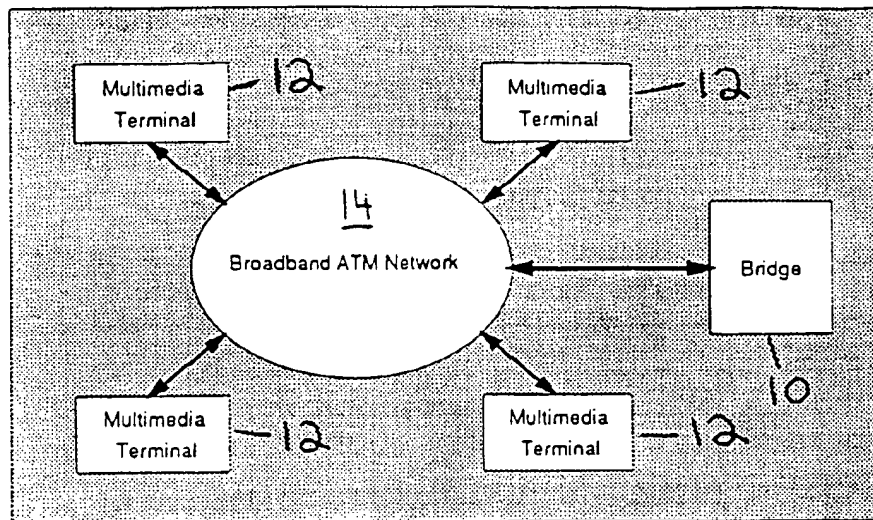 Multimedia
Terminal
12
Multimedia
Terminal
12
14
Broadband ATM Network
Bridge
10
Multimedia
Terminal
12
Multimedia
Terminal
12